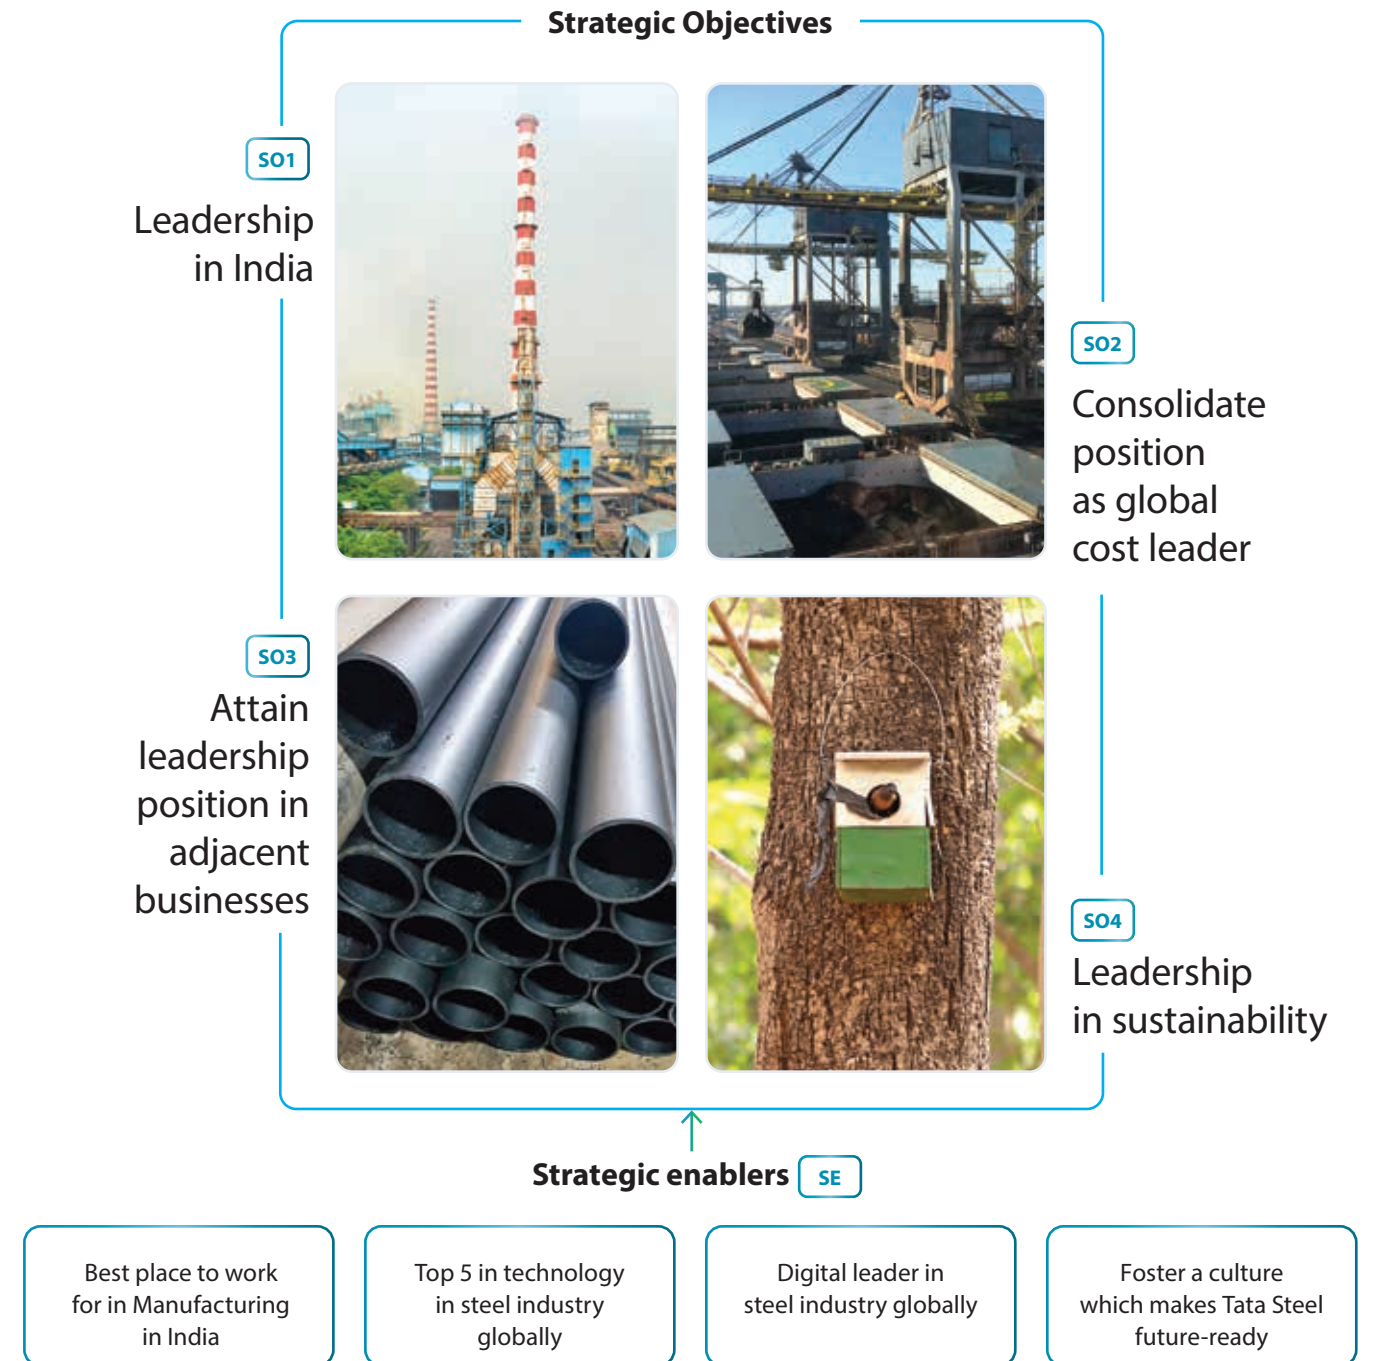 Strategic Objectives
SO1
Leadership
in India
SO2
Consolidate
position
as global
cost leader
SO3
Attain
leadership
position in
adjacent
businesses
SO4
Leadership
in sustainability
Strategic enablers SE
Best place to work
for in Manufacturing
in India
Top 5 in technology
in steel industry
globally
Digital leader in
steel industry globally
Foster a culture
which makes Tata Steel
future-ready